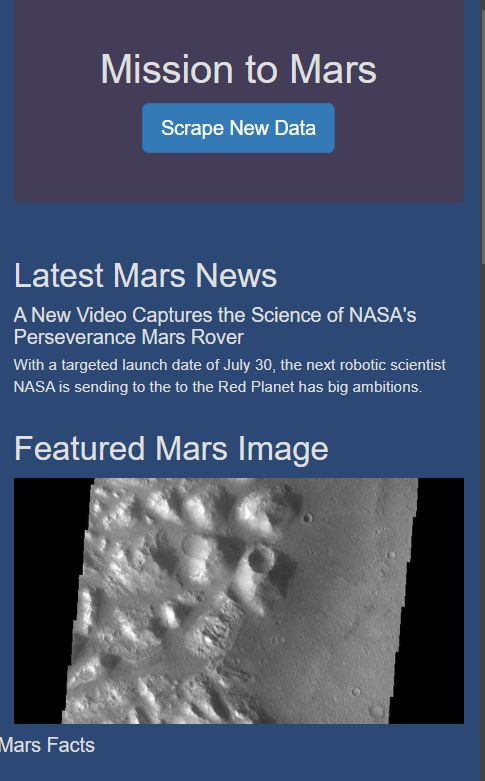 Mission to Mars
Scrape New Data
Latest Mars News
A New Video Captures the Science of NASA's
Perseverance Mars Rover
With a targeted launch date of July 30, the next robotic scientist
NASA is sending to the to the Red Planet has big ambitions.
Featured Mars Image
Mars Facts